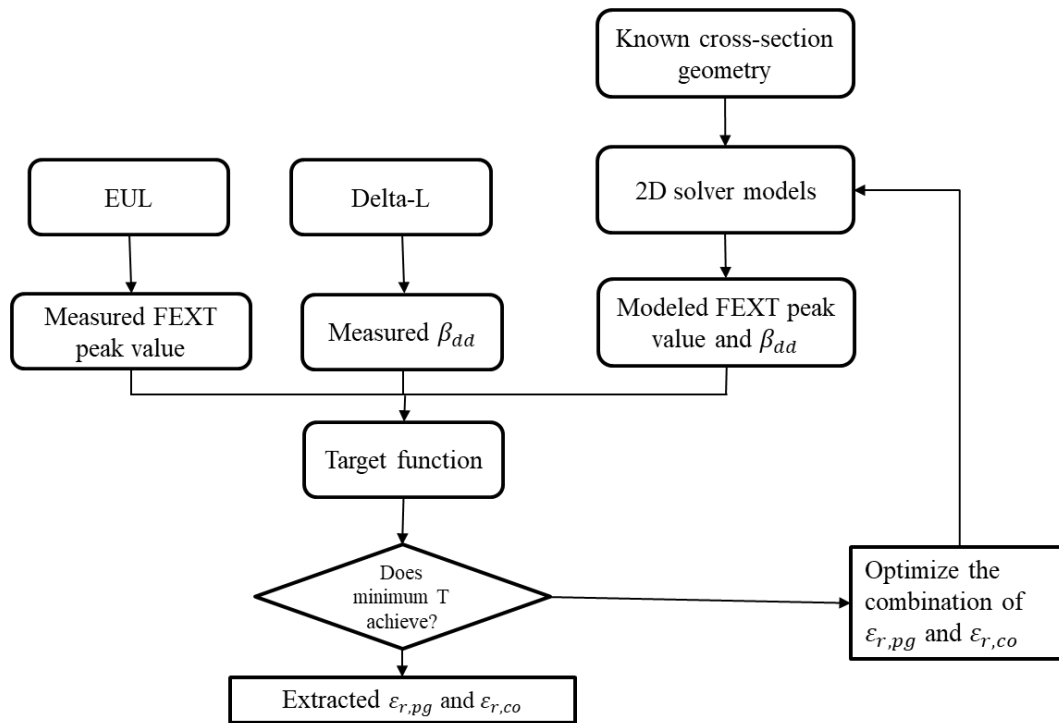 Known cross-section
geometry
EUL
Delta-L
2D solver models
Measured FEXT
peak value
Measured β_dd
Modeled FEXT peak
value and β_dd
Target function
Does
minimum T
achieve?
Optimize the
combination of
ε_r,pg and ε_r,co
Extracted ε_r,pg and ε_r,co